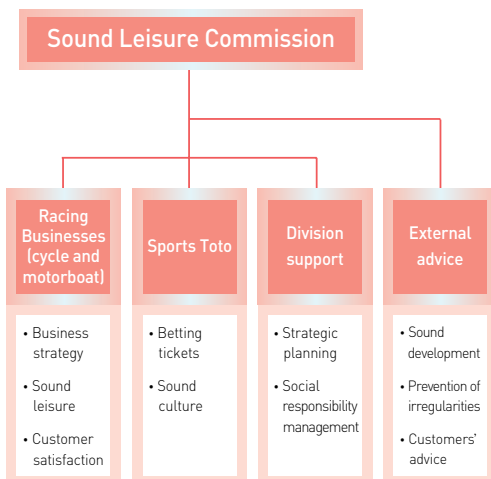 Sound Leisure Commission
Racing
Businesses
(cycle and
motorboat)
• Business
strategy
• Sound
leisure
• Customer
satisfaction
Sports Toto
• Betting
tickets
• Sound
culture
Division
support
• Strategic
planning
• Social
responsibility
management
External
advice
• Sound
development
• Prevention of
irregularities
• Customers’
advice